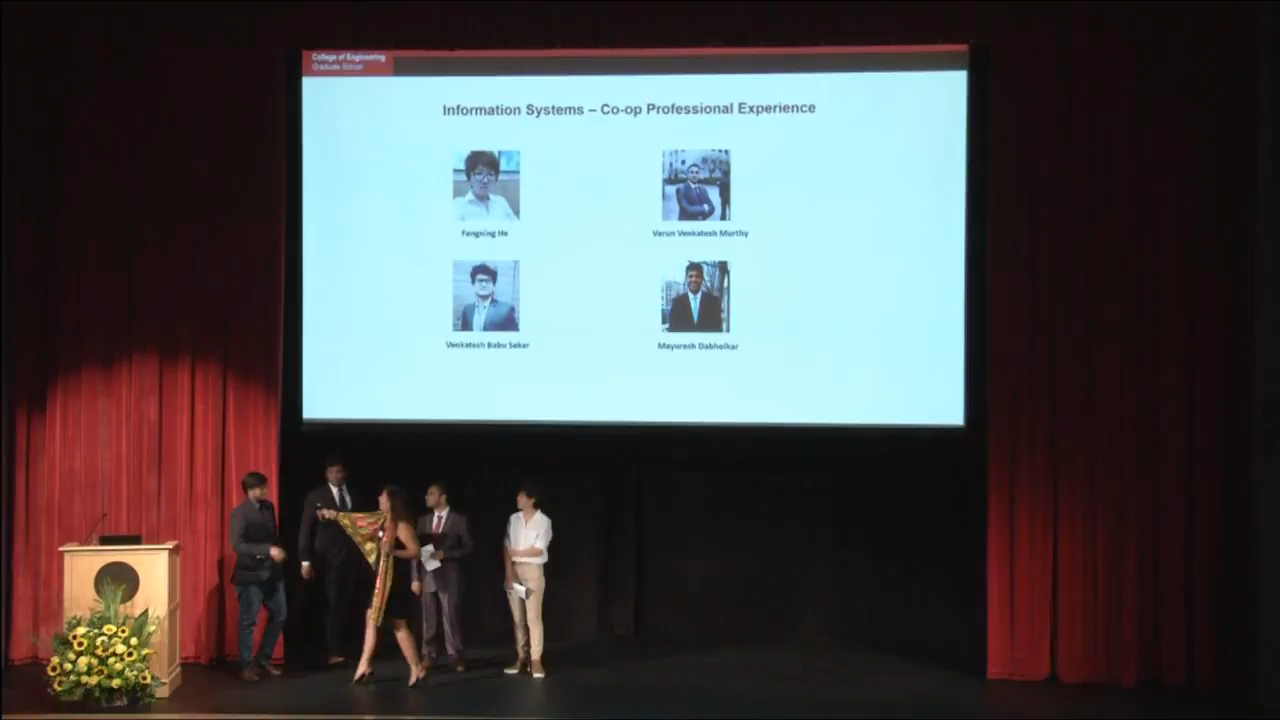 College of Engineering
Graduate School
Information Systems – Co-op Professional Experience
Fangning He
Varun Venkatesh Murthy
Venkatesh Babu Sekar
Mayuresh Dabholkar